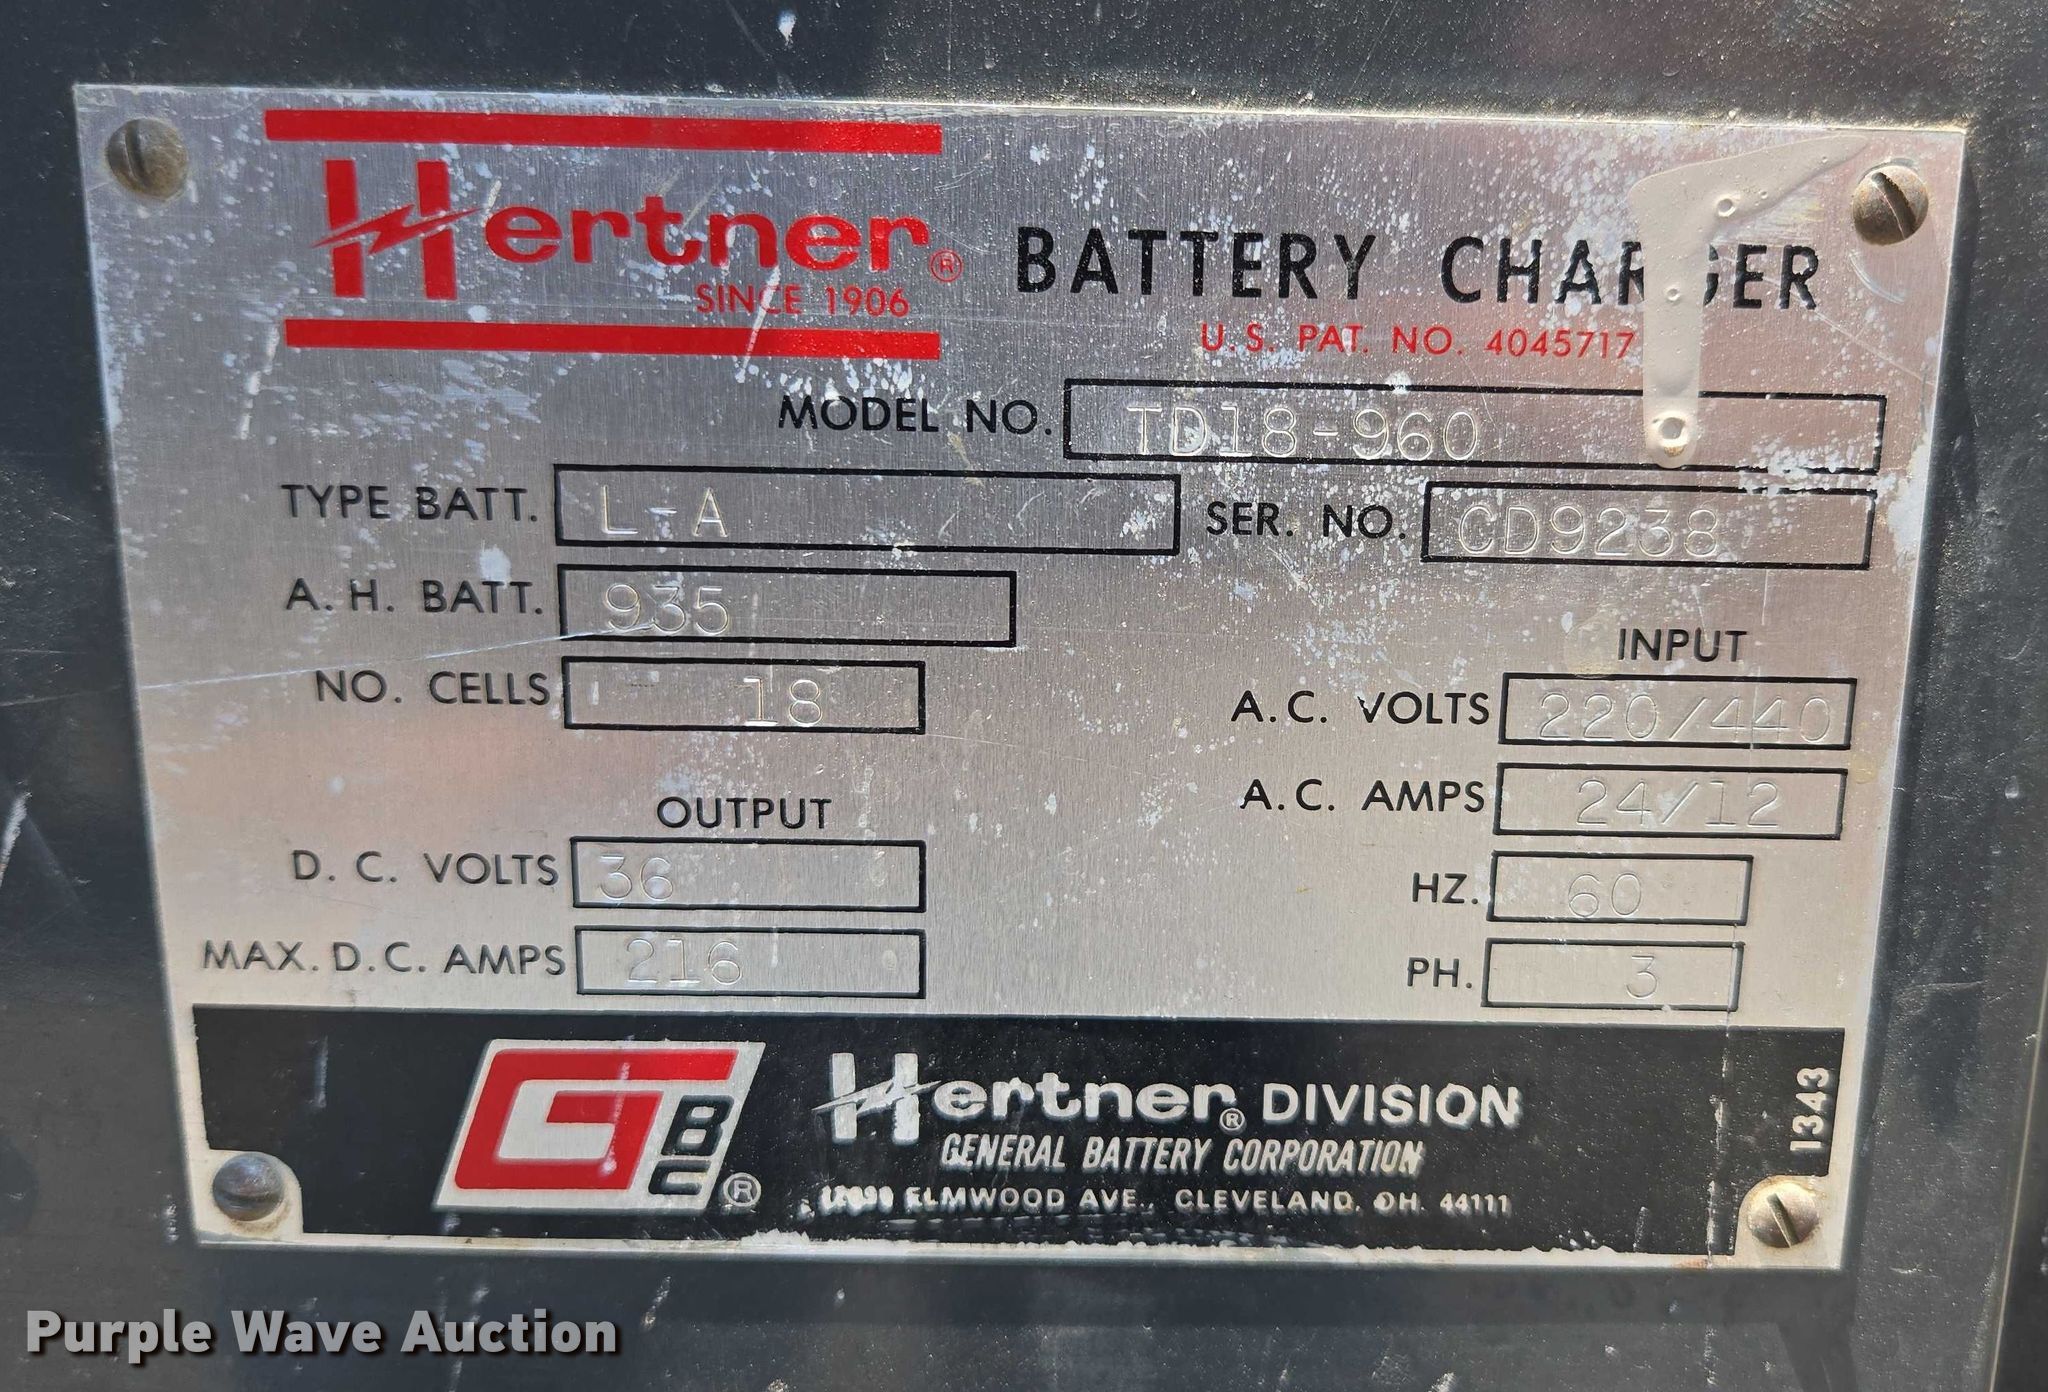 Hertner® BATTERY CHARGER
SINCE 1906
U.S. PAT. NO. 4045717
MODEL NO. TD18-960
TYPE BATT. L-A SER. NO. CD9238
A. H. BATT. 935
NO. CELLS 18
INPUT
A.C. VOLTS 220/440
A.C. AMPS 24/12
HZ. 60
PH. 3
OUTPUT
D. C. VOLTS 36
MAX. D.C. AMPS 216
GBC®
Hertner® DIVISION
GENERAL BATTERY CORPORATION
ELMWOOD AVE., CLEVELAND, OH. 44111
1343
Purple Wave Auction